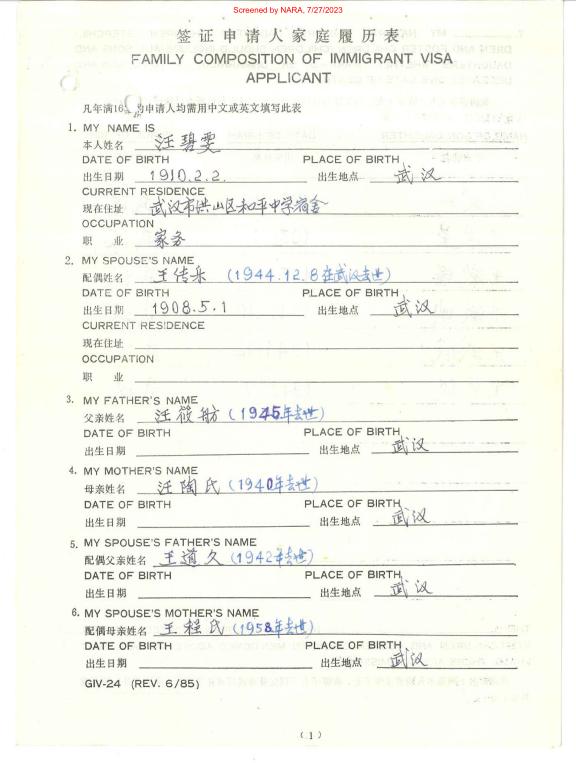 Screened by NARA, 7/27/2023
签证申请人家庭履历表
FAMILY COMPOSITION OF IMMIGRANT VISA
APPLICANT
凡年满16 的申请人均需用中文或英文填写此表
1. MY NAME IS
本人姓名 汪碧雯
DATE OF BIRTH PLACE OF BIRTH
出生日期 1910.2.2. 出生地点 武汉
CURRENT RESIDENCE
现在住址 武汉市洪山区和平中学宿舍
OCCUPATION
职 业 家务
2. MY SPOUSE'S NAME
配偶姓名 王传乐 (1944.12.8在武汉去世)
DATE OF BIRTH PLACE OF BIRTH
出生日期 1908.5.1 出生地点 武汉
CURRENT RESIDENCE
现在住址
OCCUPATION
职 业
3. MY FATHER'S NAME
父亲姓名 汪筱舫 (1945年去世)
DATE OF BIRTH PLACE OF BIRTH
出生日期 出生地点 武汉
4. MY MOTHER'S NAME
母亲姓名 汪陶氏 (1940年去世)
DATE OF BIRTH PLACE OF BIRTH
出生日期 出生地点 武汉
5. MY SPOUSE'S FATHER'S NAME
配偶父亲姓名 王道久 (1942年去世)
DATE OF BIRTH PLACE OF BIRTH
出生日期 出生地点 武汉
6. MY SPOUSE'S MOTHER'S NAME
配偶母亲姓名 王程氏 (1958年去世)
DATE OF BIRTH PLACE OF BIRTH
出生日期 出生地点 武汉
GIV-24 (REV. 6/85)
(1)